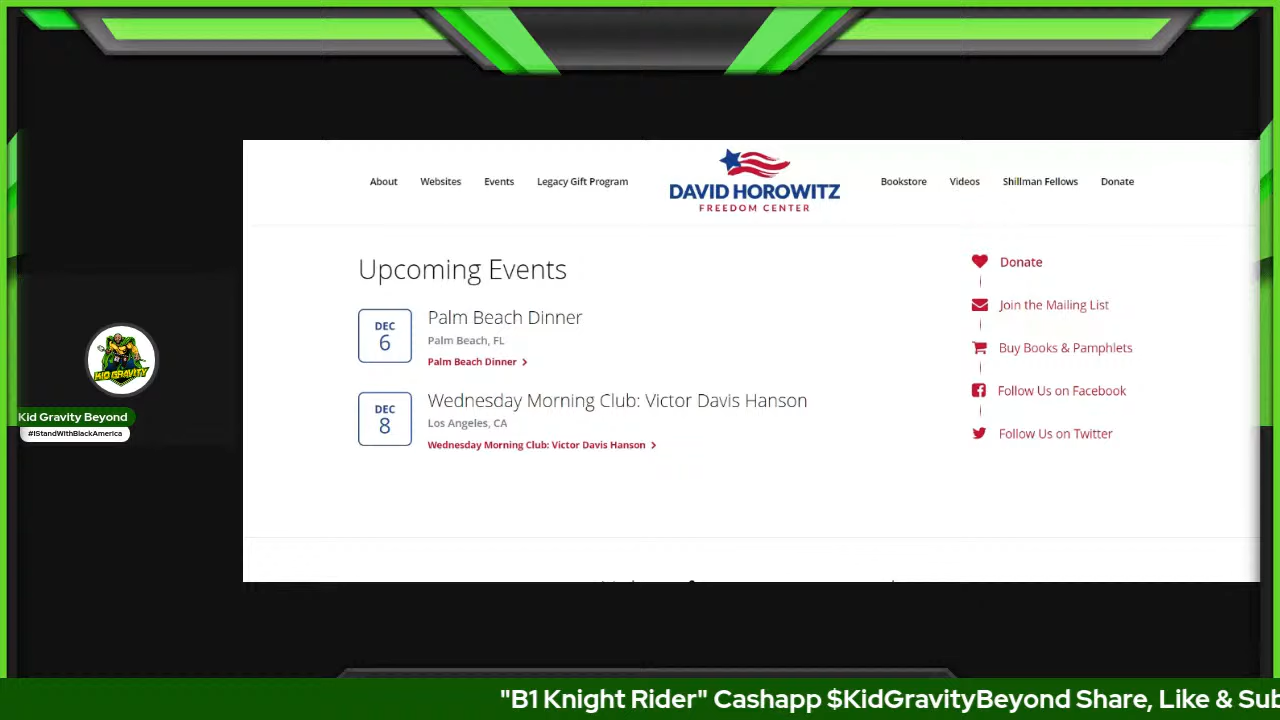 About Websites Events Legacy Gift Program
DAVID HOROWITZ
FREEDOM CENTER
Bookstore Videos Shillman Fellows Donate
Upcoming Events
DEC
6
Palm Beach Dinner
Palm Beach, FL
Palm Beach Dinner
DEC
8
Wednesday Morning Club: Victor Davis Hanson
Los Angeles, CA
Wednesday Morning Club: Victor Davis Hanson
Donate
Join the Mailing List
Buy Books & Pamphlets
Follow Us on Facebook
Follow Us on Twitter
KID GRAVITY
Kid Gravity Beyond
#IStandWithBlackAmerica
"B1 Knight Rider" Cashapp $KidGravityBeyond Share, Like & Sub